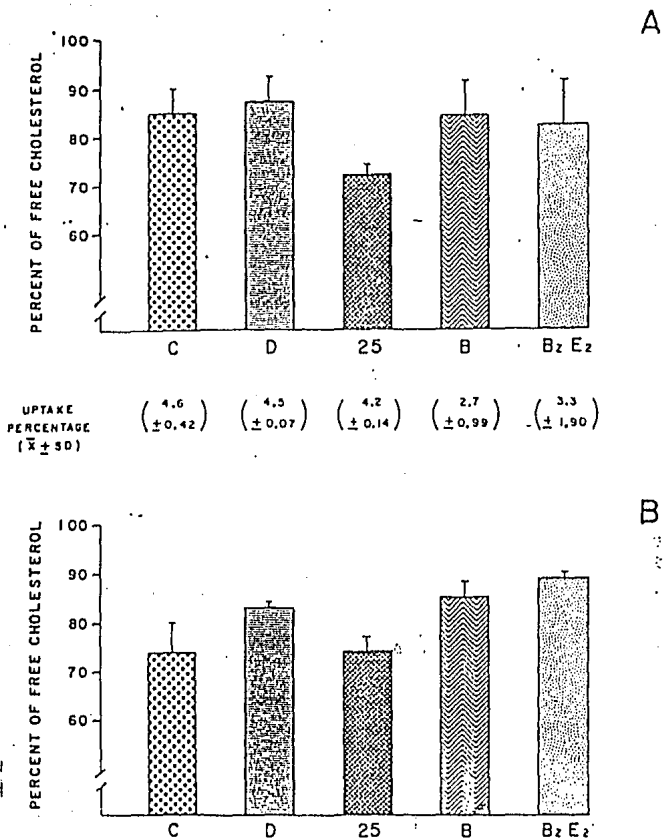 A
PERCENT OF FREE CHOLESTEROL
100
90
80
70
60
C D 25 B Bz E2
UPTAKE PERCENTAGE (X̅ ± SD)
(4,6 ±0,42) (4,5 ±0,07) (4,2 ±0,14) (2,7 ±0,99) (3,3 ±1,90)
B
PERCENT OF FREE CHOLESTEROL
100
90
80
70
60
C D 25 B Bz E2